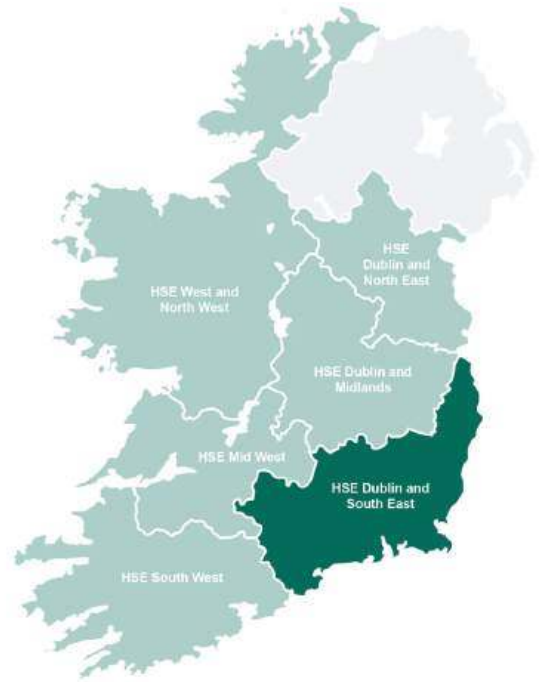 HSE
Dublin and
North East
HSE West and
North West
HSE Dublin and
Midlands
HSE Mid West
HSE Dublin and
South East
HSE South West